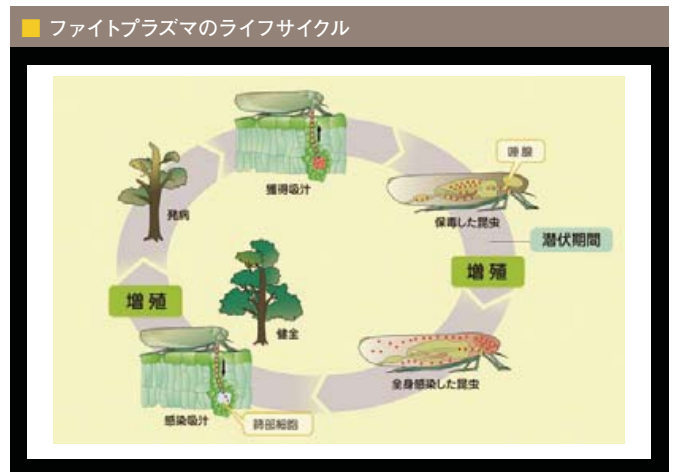 ファイトプラズマのライフサイクル
獲得吸汁
唾腺
保毒した昆虫
潜伏期間
増殖
全身感染した昆虫
発病
増殖
健全
感染吸汁
篩部細胞